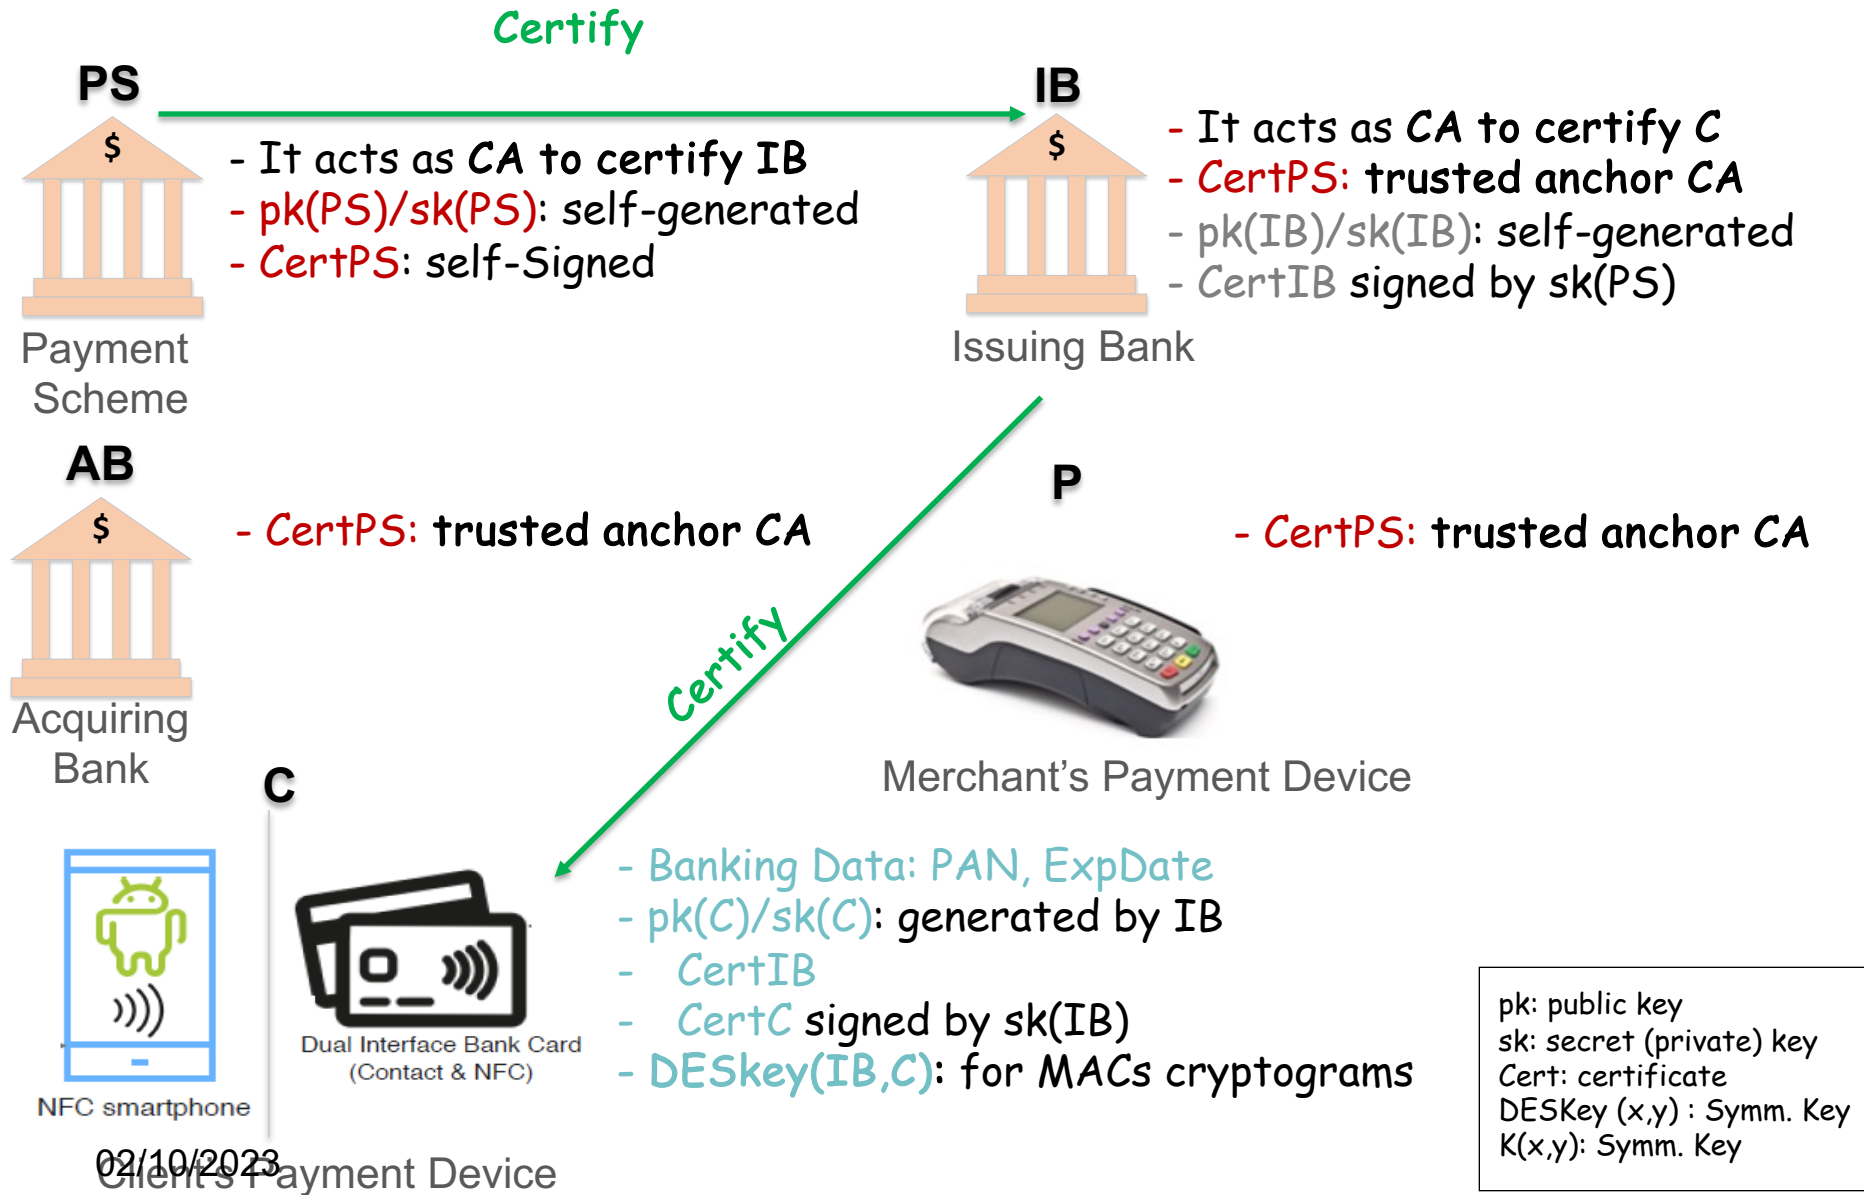 Certify
PS
$
- It acts as CA to certify IB
- pk(PS)/sk(PS): self-generated
- CertPS: self-Signed
Payment
Scheme
IB
$
- It acts as CA to certify C
- CertPS: trusted anchor CA
- pk(IB)/sk(IB): self-generated
- CertIB signed by sk(PS)
Issuing Bank
AB
$
- CertPS: trusted anchor CA
Acquiring
Bank
P
- CertPS: trusted anchor CA
Merchant's Payment Device
Certify
C
NFC smartphone
Dual Interface Bank Card
(Contact & NFC)
- Banking Data: PAN, ExpDate
- pk(C)/sk(C): generated by IB
- CertIB
- CertC signed by sk(IB)
- DESkey(IB,C): for MACs cryptograms
02/10/2023
Client's Payment Device
pk: public key
sk: secret (private) key
Cert: certificate
DESKey (x,y) : Symm. Key
K(x,y): Symm. Key